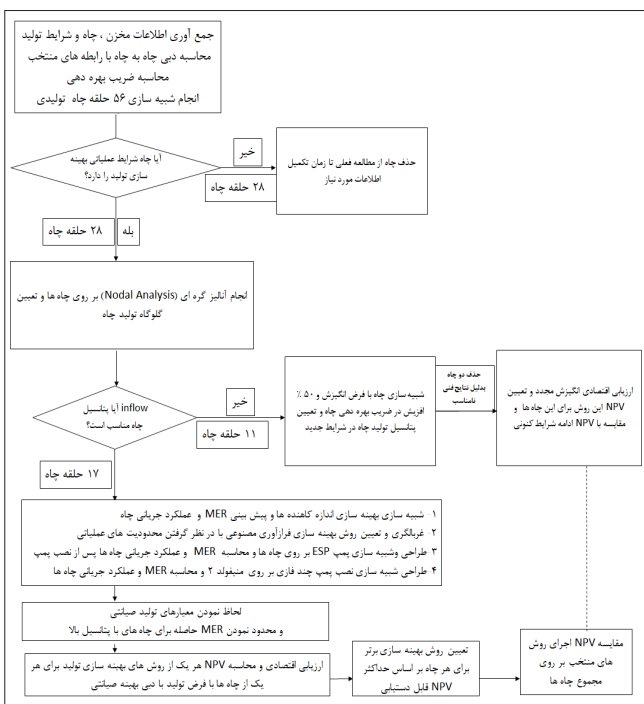 جمع آوری اطلاعات مخزن ، چاه و شرایط تولید
محاسبه دبی چاه به چاه با رابطه های منتخب
محاسبه ضریب بهره دهی
انجام شبیه سازی ۵۶ حلقه چاه تولیدی
آیا چاه شرایط عملیاتی بهینه
سازی تولید را دارد؟
خیر
۲۸ حلقه چاه
حذف چاه از مطالعه فعلی تا زمان تکمیل
اطلاعات مورد نیاز
بله
۲۸ حلقه چاه
انجام آنالیز گره ای (Nodal Analysis) بر روی چاه ها و تعیین
گلوگاه تولید چاه
آیا پتانسیل inflow
چاه مناسب است؟
خیر
۱۱ حلقه چاه
شبیه سازی چاه با فرض انگیزش و ۵۰ ٪
افزیش در ضریب بهره دهی چاه و تعیین
پتانسیل تولید چاه در شرایط جدید
حذف دو چاه
بدلیل نتایج فنی
نامناسب
ارزیابی اقتصادی انگیزش مجدد و تعیین
NPV این روش برای این چاه ها و
مقایسه با NPV ادامه شرایط کنونی
۱۷ حلقه چاه
۱ شبیه سازی بهینه سازی اندازه کاهنده ها و پیش بینی MER و عملکرد جریانی چاه
۲ غربالگری و تعیین روش بهینه سازی فرازآوری مصنوعی با در نظر گرفتن محدودیت های عملیاتی
۳ طراحی وشبیه سازی پمپ ESP بر روی چاه ها و محاسبه MER و عملکرد جریانی چاه ها پس از نصب پمپ
۴ طراحی شبیه سازی نصب پمپ چند فازی بر روی منیفولد ۲ و محاسبه MER و عملکرد جریانی چاه ها
لحاظ نمودن معیارهای تولید صیانتی
و محدود نمودن MER حاصله برای چاه های با پتانسیل بالا
ارزیابی اقتصادی و محاسبه NPV هر یک از روش های بهینه سازی تولید برای هر
یک از چاه ها با فرض تولید با دبی بهینه صیانتی
تعیین روش بهینه سازی برتر
برای هر چاه بر اساس حداکثر
NPV قابل دستیابی
مقایسه NPV اجرای روش
های منتخب بر روی
مجموع چاه ها